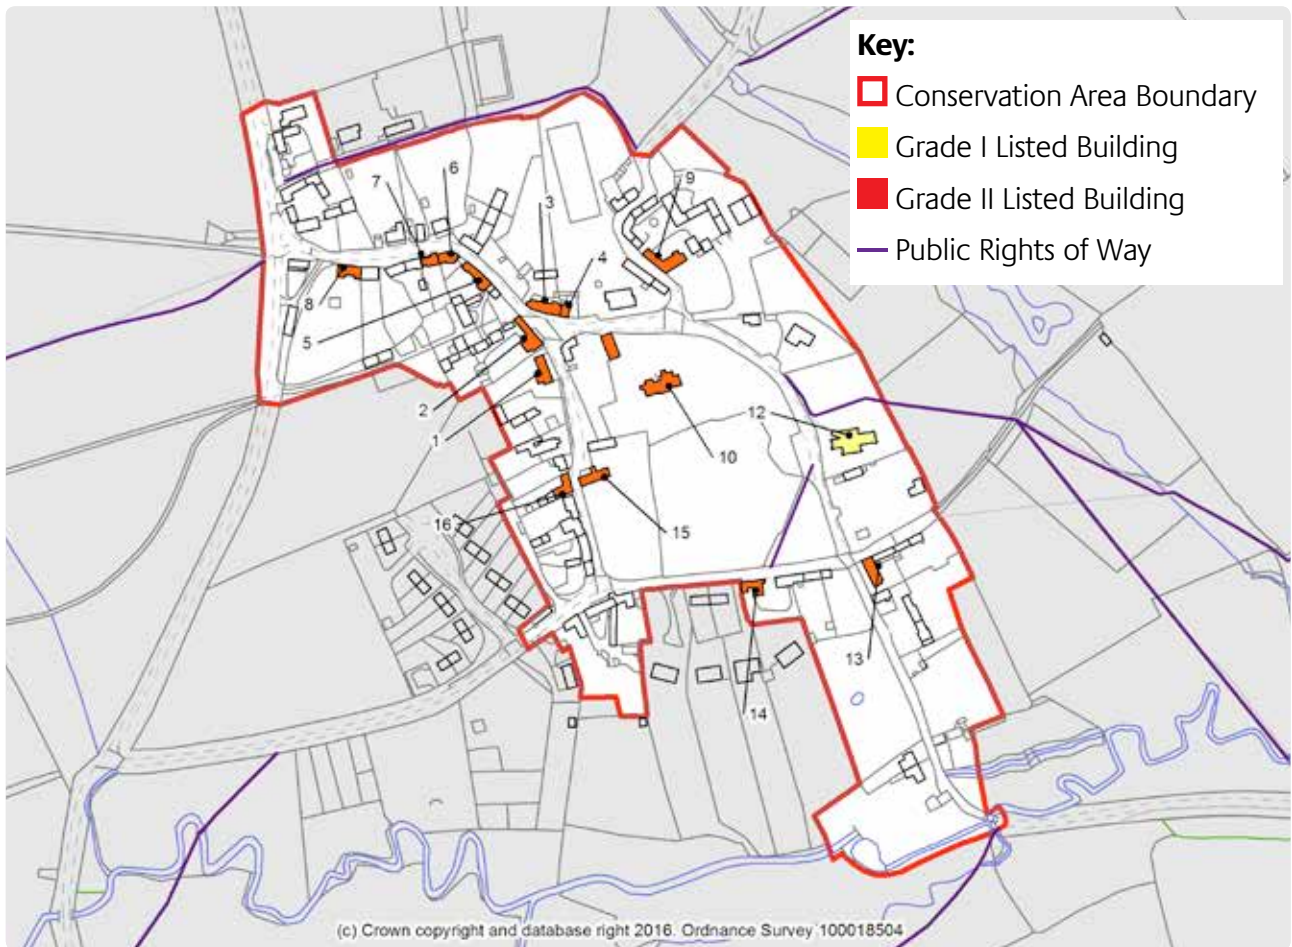 Key:
Conservation Area Boundary
Grade I Listed Building
Grade II Listed Building
Public Rights of Way
6
7
3
9
4
8
5
2
1
12
10
16
15
13
14
(c) Crown copyright and database right 2016. Ordnance Survey 100018504